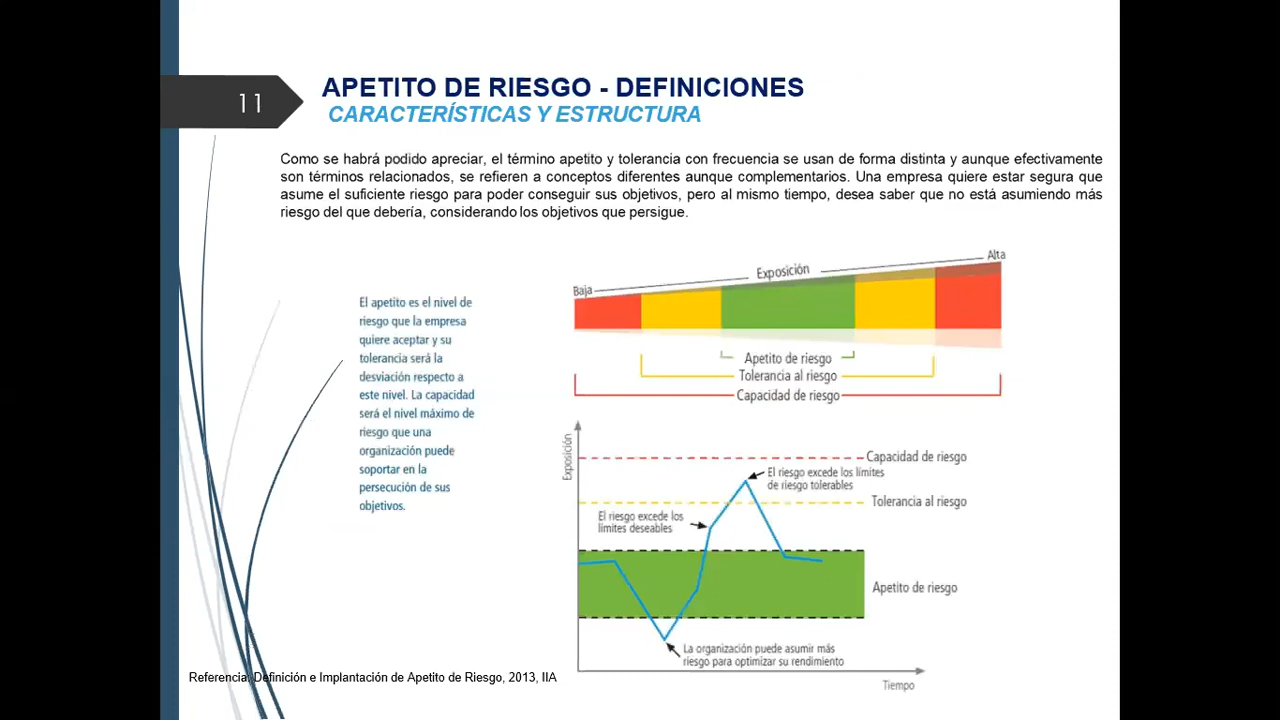 11
APETITO DE RIESGO - DEFINICIONES
CARACTERÍSTICAS Y ESTRUCTURA
Como se habrá podido apreciar, el término apetito y tolerancia con frecuencia se usan de forma distinta y aunque efectivamente
son términos relacionados, se refieren a conceptos diferentes aunque complementarios. Una empresa quiere estar segura que
asume el suficiente riesgo para poder conseguir sus objetivos, pero al mismo tiempo, desea saber que no está asumiendo más
riesgo del que debería, considerando los objetivos que persigue.
El apetito es el nivel de
riesgo que la empresa
quiere aceptar y su
tolerancia será la
desviación respecto a
este nivel. La capacidad
será el nivel máximo de
riesgo que una
organización puede
soportar en la
persecución de sus
objetivos.
Baja
Exposición
Alta
Apetito de riesgo
Tolerancia al riesgo
Capacidad de riesgo
Exposición
Capacidad de riesgo
El riesgo excede los límites
de riesgo tolerables
Tolerancia al riesgo
El riesgo excede los
límites deseables
Apetito de riesgo
La organización puede asumir más
riesgo para optimizar su rendimiento
Tiempo
Referencia: Definición e Implantación de Apetito de Riesgo, 2013, IIA